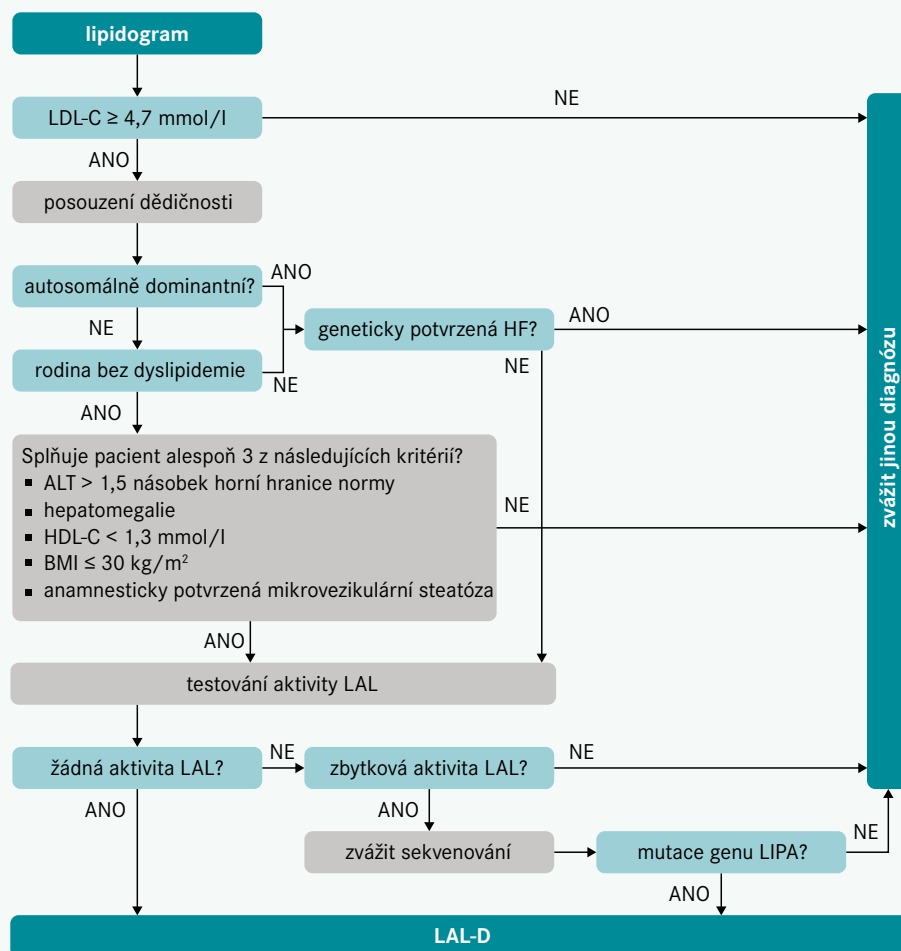 lipidogram
LDL-C ≥ 4,7 mmol/l
NE
ANO
posouzení dědičnosti
autosomálně dominantní?
ANO
NE
geneticky potvrzená HF?
ANO
NE
rodina bez dyslipidemie
NE
ANO
Splňuje pacient alespoň 3 z následujících kritérií?
▪ ALT > 1,5 násobek horní hranice normy
▪ hepatomegalie
▪ HDL-C < 1,3 mmol/l
▪ BMI ≤ 30 kg/m²
▪ anamnesticky potvrzená mikrovezikulární steatóza
NE
ANO
testování aktivity LAL
žádná aktivita LAL?
NE
zbytková aktivita LAL?
NE
ANO
ANO
zvážit sekvenování
mutace genu LIPA?
NE
ANO
zvážit jinou diagnózu
LAL-D